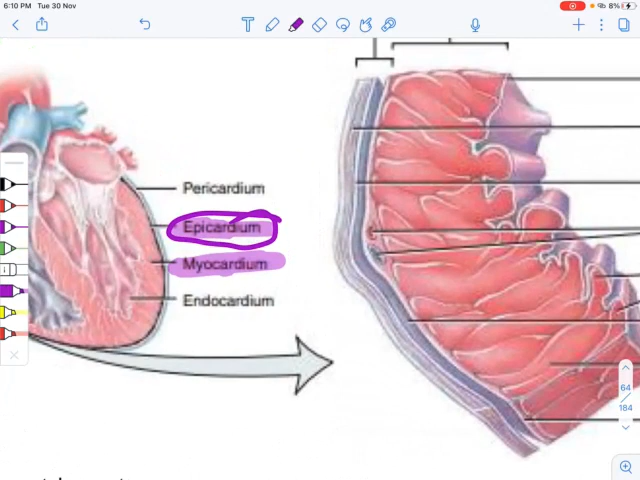 6:10 PM Tue 30 Nov
8%
T
Pericardium
Epicardium
Myocardium
Endocardium
64
/
184